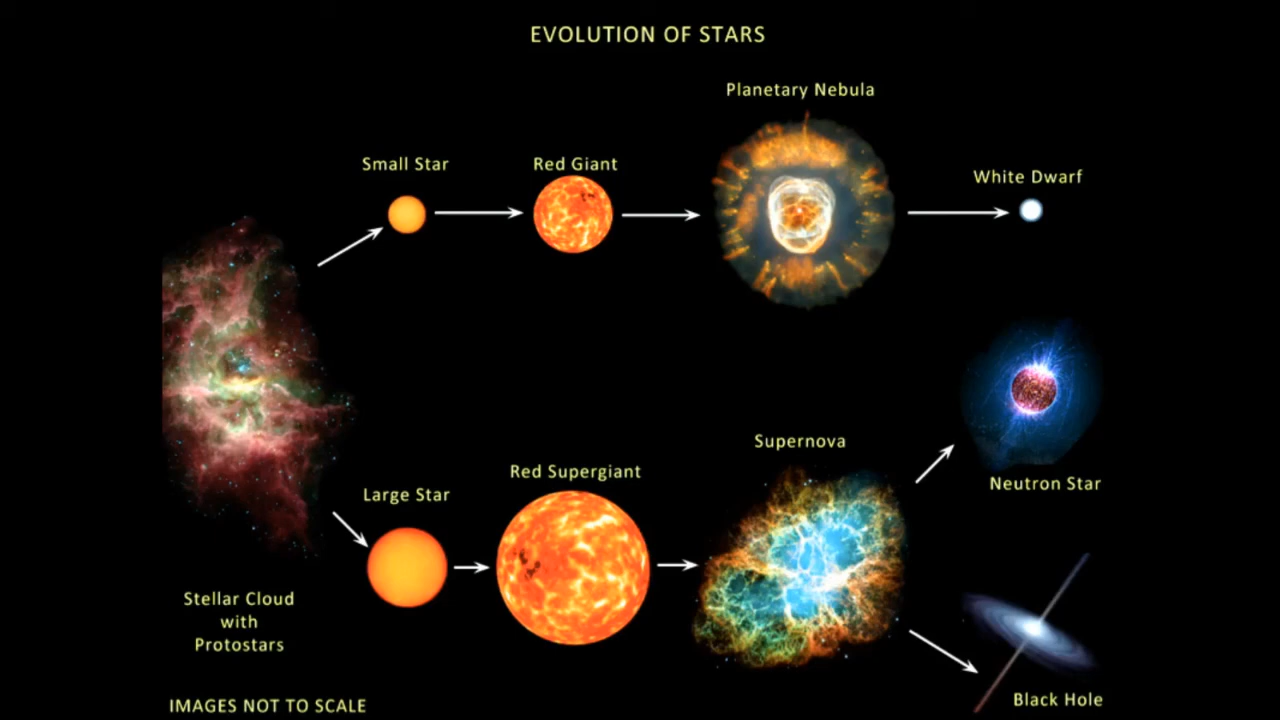 EVOLUTION OF STARS
Planetary Nebula
Small Star
Red Giant
White Dwarf
Supernova
Red Supergiant
Large Star
Neutron Star
Stellar Cloud
with
Protostars
Black Hole
IMAGES NOT TO SCALE